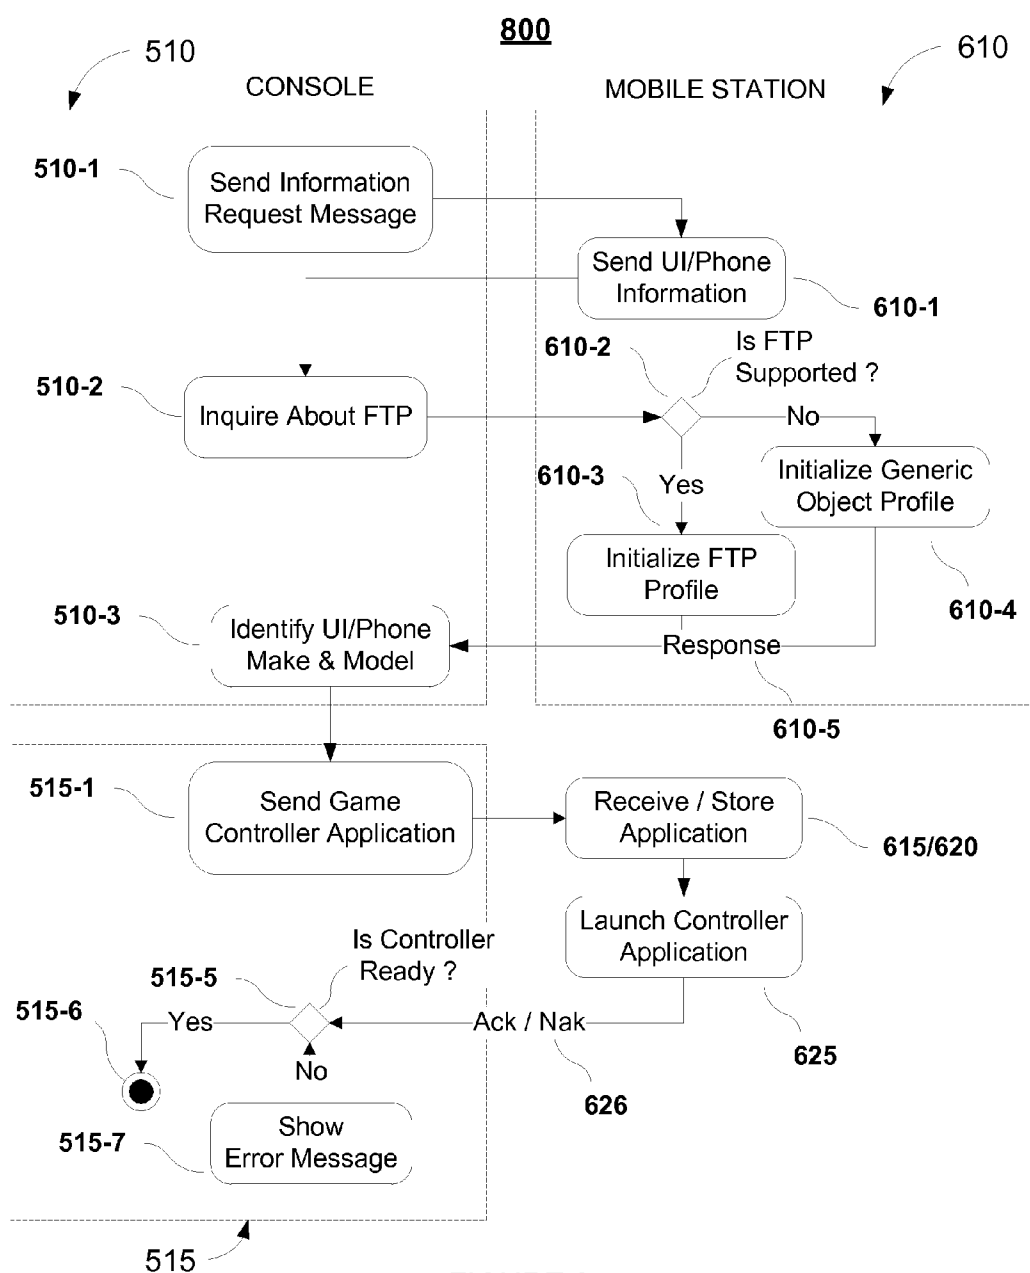 800
510
610
CONSOLE
MOBILE STATION
510-1
Send Information
Request Message
Send UI/Phone
Information
610-1
610-2
Is FTP
Supported ?
510-2
Inquire About FTP
No
610-3
Yes
Initialize Generic
Object Profile
Initialize FTP
Profile
510-3
610-4
Identify UI/Phone
Make & Model
Response
610-5
515-1
Send Game
Controller Application
Receive / Store
Application
615/620
Launch Controller
Application
Is Controller
Ready ?
515-5
515-6
Yes
Ack / Nak
625
No
626
515-7
Show
Error Message
515